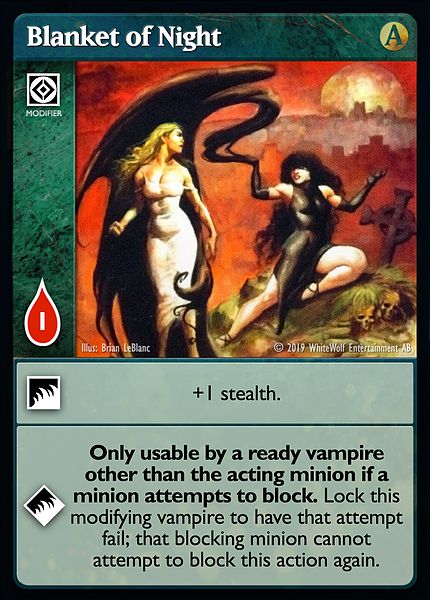 Blanket of Night
A
MODIFIER
1
Illus: Brian LeBlanc
© 2019 WhiteWolf Entertainment AB
+1 stealth.
Only usable by a ready vampire
other than the acting minion if a
minion attempts to block. Lock this
modifying vampire to have that attempt
fail; that blocking minion cannot
attempt to block this action again.